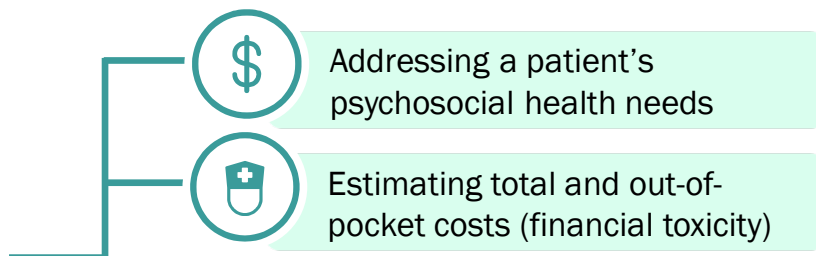 $
Addressing a patient's
psychosocial health needs
Estimating total and out-of-
pocket costs (financial toxicity)